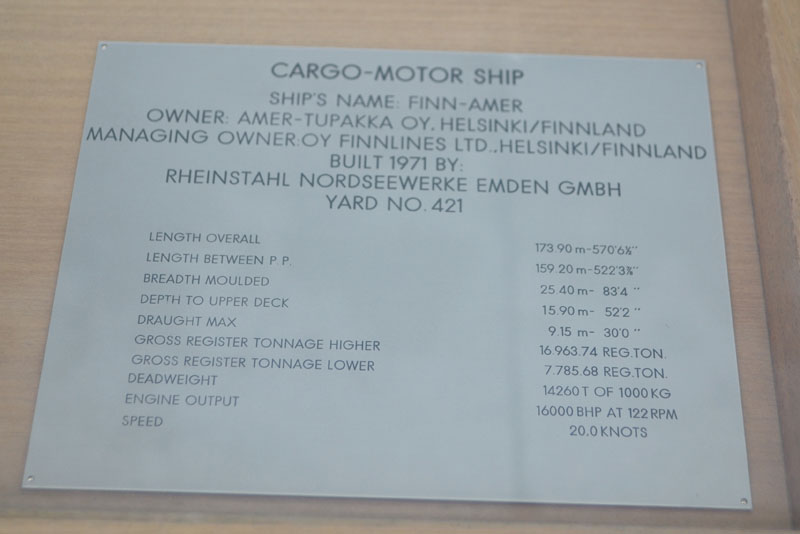 CARGO-MOTOR SHIP
SHIP'S NAME: FINN-AMER
OWNER: AMER-TUPAKKA OY, HELSINKI/FINNLAND
MANAGING OWNER:OY FINNLINES LTD.,HELSINKI/FINNLAND
BUILT 1971 BY:
RHEINSTAHL NORDSEEWERKE EMDEN GMBH
YARD NO. 421
LENGTH OVERALL 173.90 m-570'6⅛"
LENGTH BETWEEN P.P. 159.20 m-522'3⅞"
BREADTH MOULDED 25.40 m- 83'4 "
DEPTH TO UPPER DECK 15.90 m- 52'2 "
DRAUGHT MAX 9.15 m- 30'0 "
GROSS REGISTER TONNAGE HIGHER 16.963.74 REG.TON.
GROSS REGISTER TONNAGE LOWER 7.785.68 REG.TON.
DEADWEIGHT 14260 T OF 1000 KG
ENGINE OUTPUT 16000 BHP AT 122 RPM
SPEED 20.0 KNOTS